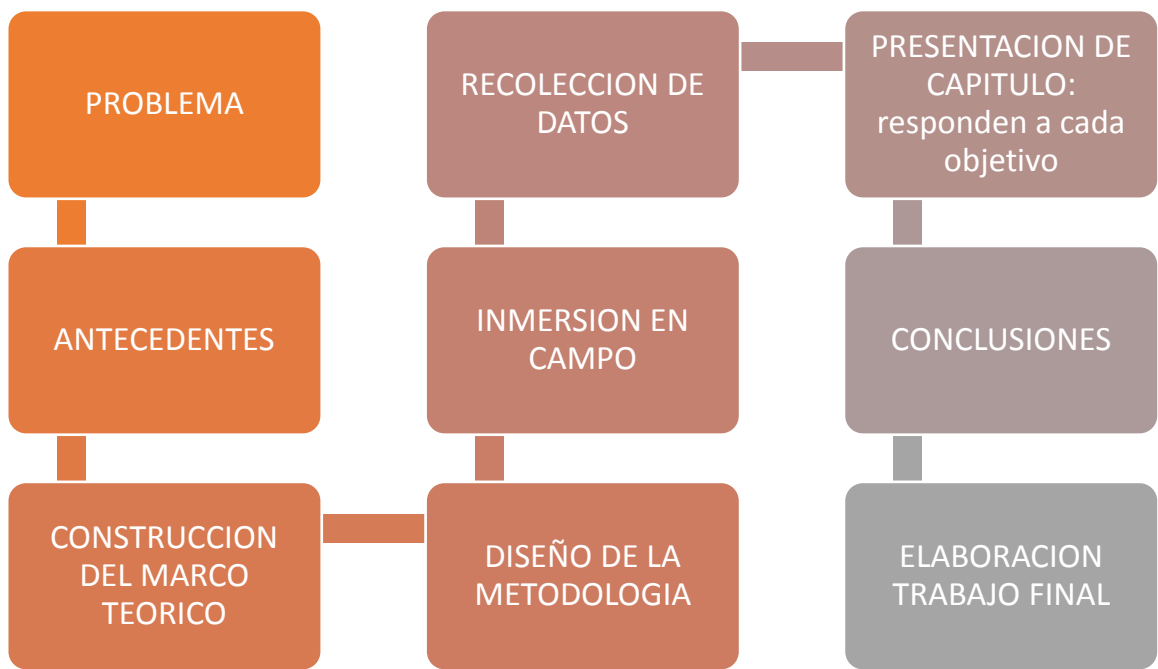 PROBLEMA
ANTECEDENTES
CONSTRUCCION
DEL MARCO
TEORICO
DISEÑO DE LA
METODOLOGIA
INMERSION EN
CAMPO
RECOLECCION DE
DATOS
PRESENTACION DE
CAPITULO:
responden a cada
objetivo
CONCLUSIONES
ELABORACION
TRABAJO FINAL